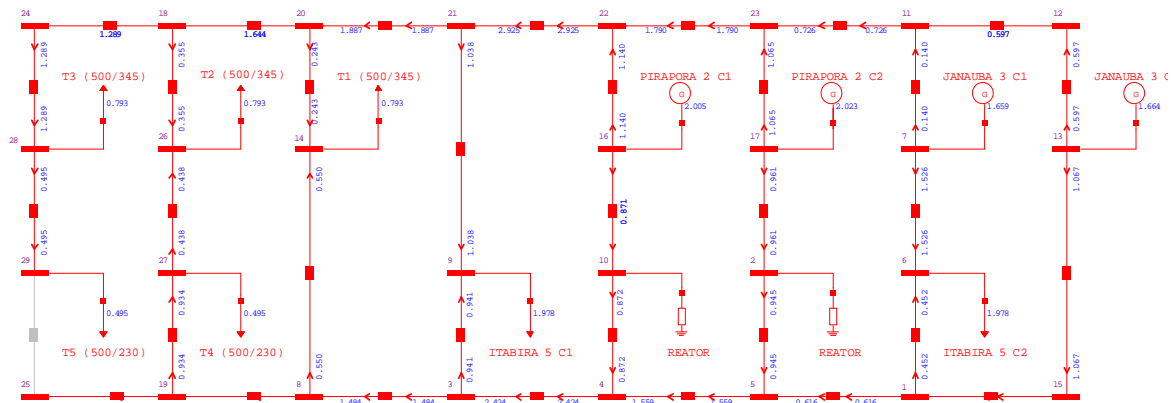 24 18 20 21 22 23 11 12
1.289 1.644 1.887 1.887 2.925 2.925 1.790 1.790 0.726 0.726 0.597
1.289 0.355 0.243 1.038 1.140 1.065 0.140 0.597
T3 (500/345) T2 (500/345) T1 (500/345) PIRAPORA 2 C1 PIRAPORA 2 C2 JANAUBA 3 C1 JANAUBA 3 C
G G G G
0.793 0.793 0.793 2.005 2.023 1.659 1.664
1.289 0.355 0.243 1.140 1.065 0.140 0.597
28 26 14 16 17 7 13
0.495 0.438 0.550 0.961 1.526 1.067
0.871
0.495 0.438 1.038 0.961 1.526
29 27 9 10 2 6
0.934 0.941 0.872 0.945 0.452
0.495 0.495 1.978 1.978
T5 (500/230) T4 (500/230) ITABIRA 5 C1 REATOR REATOR ITABIRA 5 C2
0.934 0.550 0.941 0.872 0.945 0.452 1.067
25 19 8 3 4 5 1 15
1.484 1.484 2.424 2.424 1.559 1.559 0.616 0.616